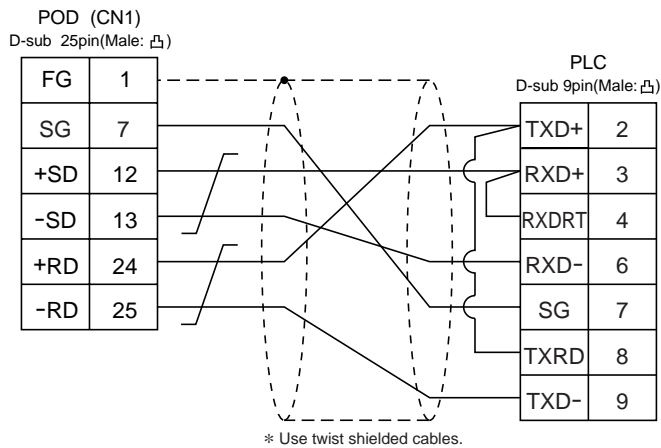 POD (CN1)
D-sub 25pin(Male: 凸)
FG 1
SG 7
+SD 12
-SD 13
+RD 24
-RD 25
PLC
D-sub 9pin(Male: 凸)
TXD+ 2
RXD+ 3
RXDRT 4
RXD- 6
SG 7
TXRD 8
TXD- 9
* Use twist shielded cables.